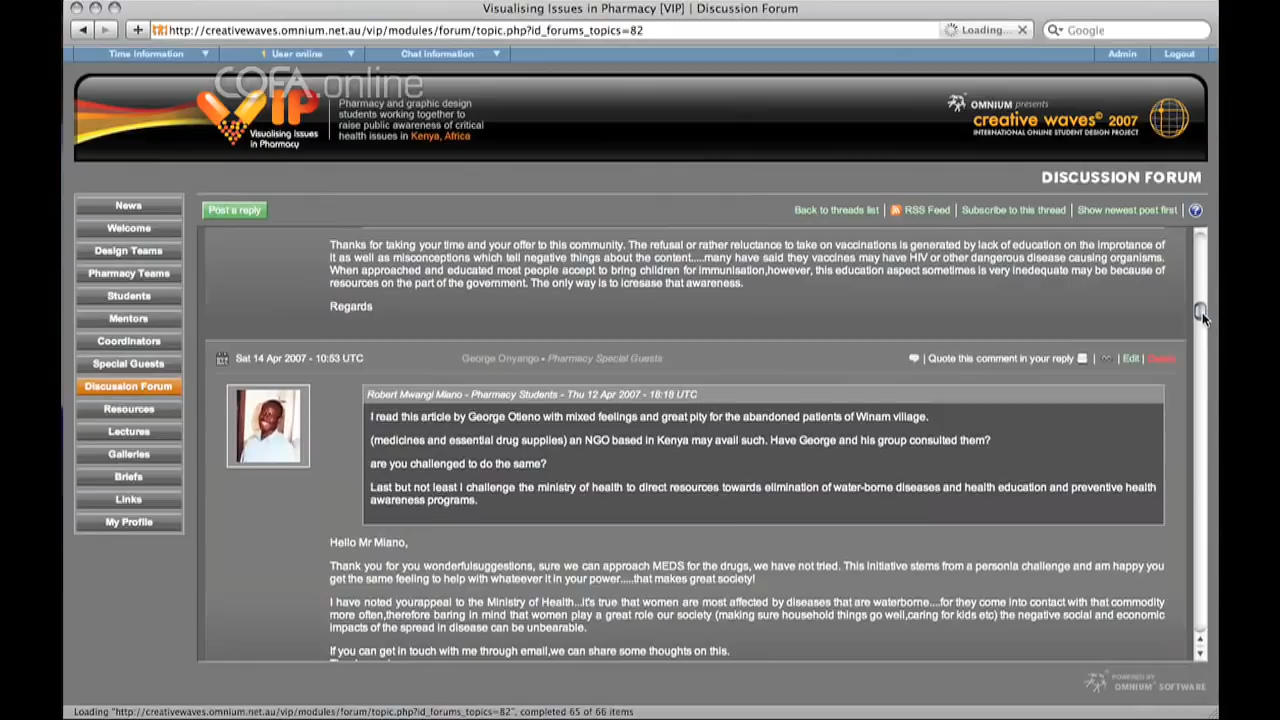 Visualising Issues in Pharmacy [VIP] | Discussion Forum
http://creativewaves.omnium.net.au/vip/modules/forum/topic.php?id_forums_topics=82
Loading...
Google
Time Information
User online
Chat Information
Admin
Logout
COFA.online
VIP
Visualising Issues
in Pharmacy
Pharmacy and graphic design
students working together to
raise public awareness of critical
health issues in Kenya, Africa
OMNIUM presents
creative waves© 2007
INTERNATIONAL ONLINE STUDENT DESIGN PROJECT
DISCUSSION FORUM
News
Welcome
Design Teams
Pharmacy Teams
Students
Mentors
Coordinators
Special Guests
Discussion Forum
Resources
Lectures
Galleries
Briefs
Links
My Profile
Post a reply
Back to threads list | RSS Feed | Subscribe to this thread | Show newest post first | ?
Thanks for taking your time and your offer to this community. The refusal or rather reluctance to take on vaccinations is generated by lack of education on the improtance of
it as well as misconceptions which tell negative things about the content.....many have said they vaccines may have HIV or other dangerous disease causing organisms.
When approached and educated most people accept to bring children for immunisation,however, this education aspect sometimes is very inedequate may be because of
resources on the part of the government. The only way is to icresase that awareness.
Regards
Sat 14 Apr 2007 - 10:53 UTC
George Onyango - Pharmacy Special Guests
Quote this comment in your reply
| Edit |
Robert Mwangi Miano - Pharmacy Students - Thu 12 Apr 2007 - 18:18 UTC
I read this article by George Otieno with mixed feelings and great pity for the abandoned patients of Winam village.
(medicines and essential drug supplies) an NGO based in Kenya may avail such. Have George and his group consulted them?
are you challenged to do the same?
Last but not least I challenge the ministry of health to direct resources towards elimination of water-borne diseases and health education and preventive health
awareness programs.
Hello Mr Miano,
Thank you for you wonderfulsuggestions, sure we can approach MEDS for the drugs, we have not tried. This Initiative stems from a personla challenge and am happy you
get the same feeling to help with whatever it in your power.....that makes great society!
I have noted yourappeal to the Ministry of Health...it's true that women are most affected by diseases that are waterborne....for they come into contact with that commodity
more often,therefore baring in mind that women play a great role our society (making sure household things go well,caring for kids etc) the negative social and economic
impacts of the spread in disease can be unbearable.
If you can get in touch with me through email,we can share some thoughts on this.
POWERED BY
OMNIUM SOFTWARE
Loading "http://creativewaves.omnium.net.au/vip/modules/forum/topic.php?id_forums_topics=82", completed 65 of 66 items